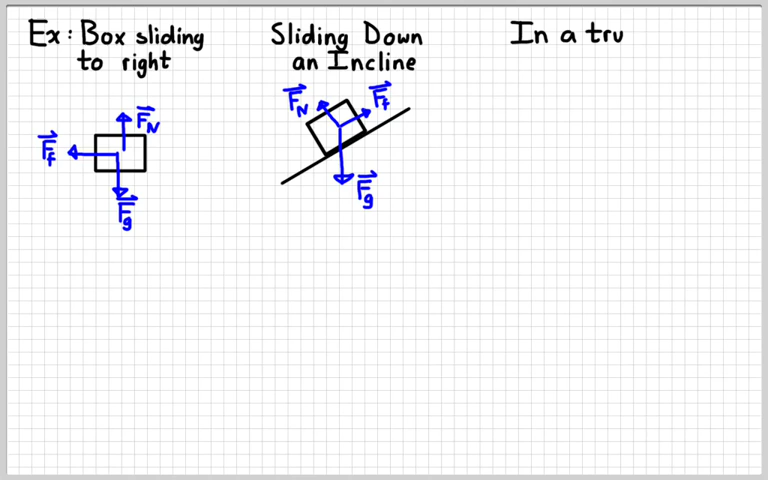 Ex: Box sliding
to right
Sliding Down
an Incline
In a tru
F⃗N
F⃗f
F⃗g
F⃗N
F⃗f
F⃗g